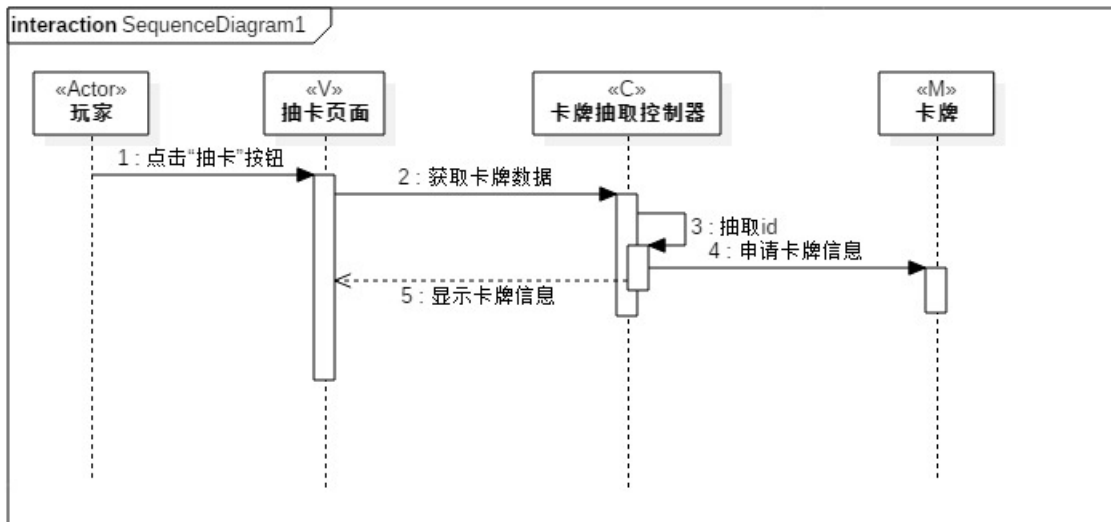 interaction SequenceDiagram1
«Actor»
玩家
«V»
抽卡页面
«C»
卡牌抽取控制器
«M»
卡牌
1 : 点击“抽卡”按钮
2 : 获取卡牌数据
3 : 抽取id
4 : 申请卡牌信息
5 : 显示卡牌信息